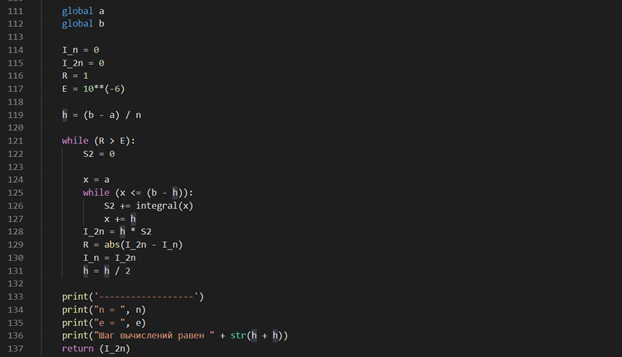 111 global a
112 global b
113
114 I_n = 0
115 I_2n = 0
116 R = 1
117 E = 10**(-6)
118
119 h = (b - a) / n
120
121 while (R > E):
122 S2 = 0
123
124 x = a
125 while (x <= (b - h)):
126 S2 += integral(x)
127 x += h
128 I_2n = h * S2
129 R = abs(I_2n - I_n)
130 I_n = I_2n
131 h = h / 2
132
133 print('------------------')
134 print("n = ", n)
135 print("e = ", e)
136 print("Шаг вычислений равен " + str(h + h))
137 return (I_2n)